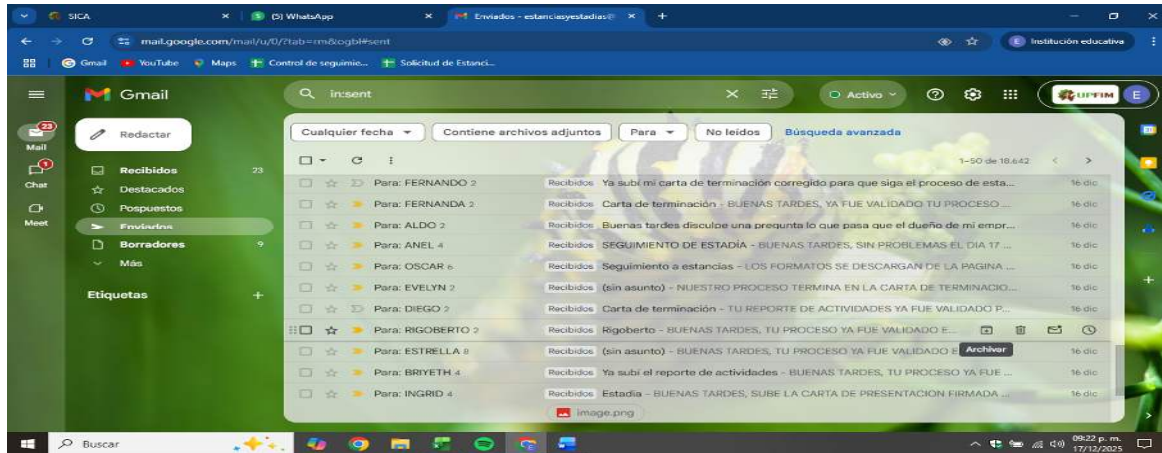 SICA
(5) WhatsApp
Enviados - estanciasyestadias@
mail.google.com/mail/u/0/?tab=rm&ogbl#sent
Institución educativa
Gmail
YouTube
Maps
Control de seguimie...
Solicitud de Estanci...
Gmail
in:sent
Activo
UPFIM
E
23
Mail
Redactar
Cualquier fecha
Contiene archivos adjuntos
Para
No leídos
Búsqueda avanzada
1-50 de 18.642
1
Chat
Meet
Recibidos 23
Destacados
Pospuestos
Enviados
Borradores 9
Más
Etiquetas
Para: FERNANDO 2 Recibidos Ya subí mi carta de terminación corregido para que siga el proceso de esta... 16 dic
Para: FERNANDA 2 Recibidos Carta de terminación - BUENAS TARDES, YA FUE VALIDADO TU PROCESO ... 16 dic
Para: ALDO 2 Recibidos Buenas tardes disculpe una pregunta lo que pasa que el dueño de mi empr... 16 dic
Para: ANEL 4 Recibidos SEGUIMIENTO DE ESTADÍA - BUENAS TARDES, SIN PROBLEMAS EL DIA 17 ... 16 dic
Para: OSCAR 6 Recibidos Seguimiento a estancias - LOS FORMATOS SE DESCARGAN DE LA PAGINA ... 16 dic
Para: EVELYN 2 Recibidos (sin asunto) - NUESTRO PROCESO TERMINA EN LA CARTA DE TERMINACIO... 16 dic
Para: DIEGO 2 Recibidos Carta de terminación - TU REPORTE DE ACTIVIDADES YA FUE VALIDADO P... 16 dic
Para: RIGOBERTO 2 Recibidos Rigoberto - BUENAS TARDES, TU PROCESO YA FUE VALIDADO E...
Para: ESTRELLA 8 Recibidos (sin asunto) - BUENAS TARDES, TU PROCESO YA FUE VALIDADO E Archivar 16 dic
Para: BRIYETH 4 Recibidos Ya subí el reporte de actividades - BUENAS TARDES, TU PROCESO YA FUE ... 16 dic
Para: INGRID 4 Recibidos Estadia - BUENAS TARDES, SUBE LA CARTA DE PRESENTACION FIRMADA ... 16 dic
image.png
Buscar
09:22 p. m.
17/12/2025